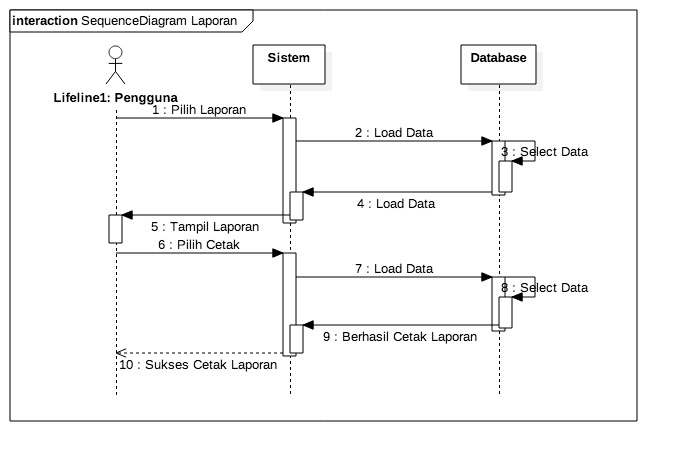 interaction SequenceDiagram Laporan
Sistem
Database
Lifeline1: Pengguna
1 : Pilih Laporan
2 : Load Data
3 : Select Data
4 : Load Data
5 : Tampil Laporan
6 : Pilih Cetak
7 : Load Data
8 : Select Data
9 : Berhasil Cetak Laporan
10 : Sukses Cetak Laporan